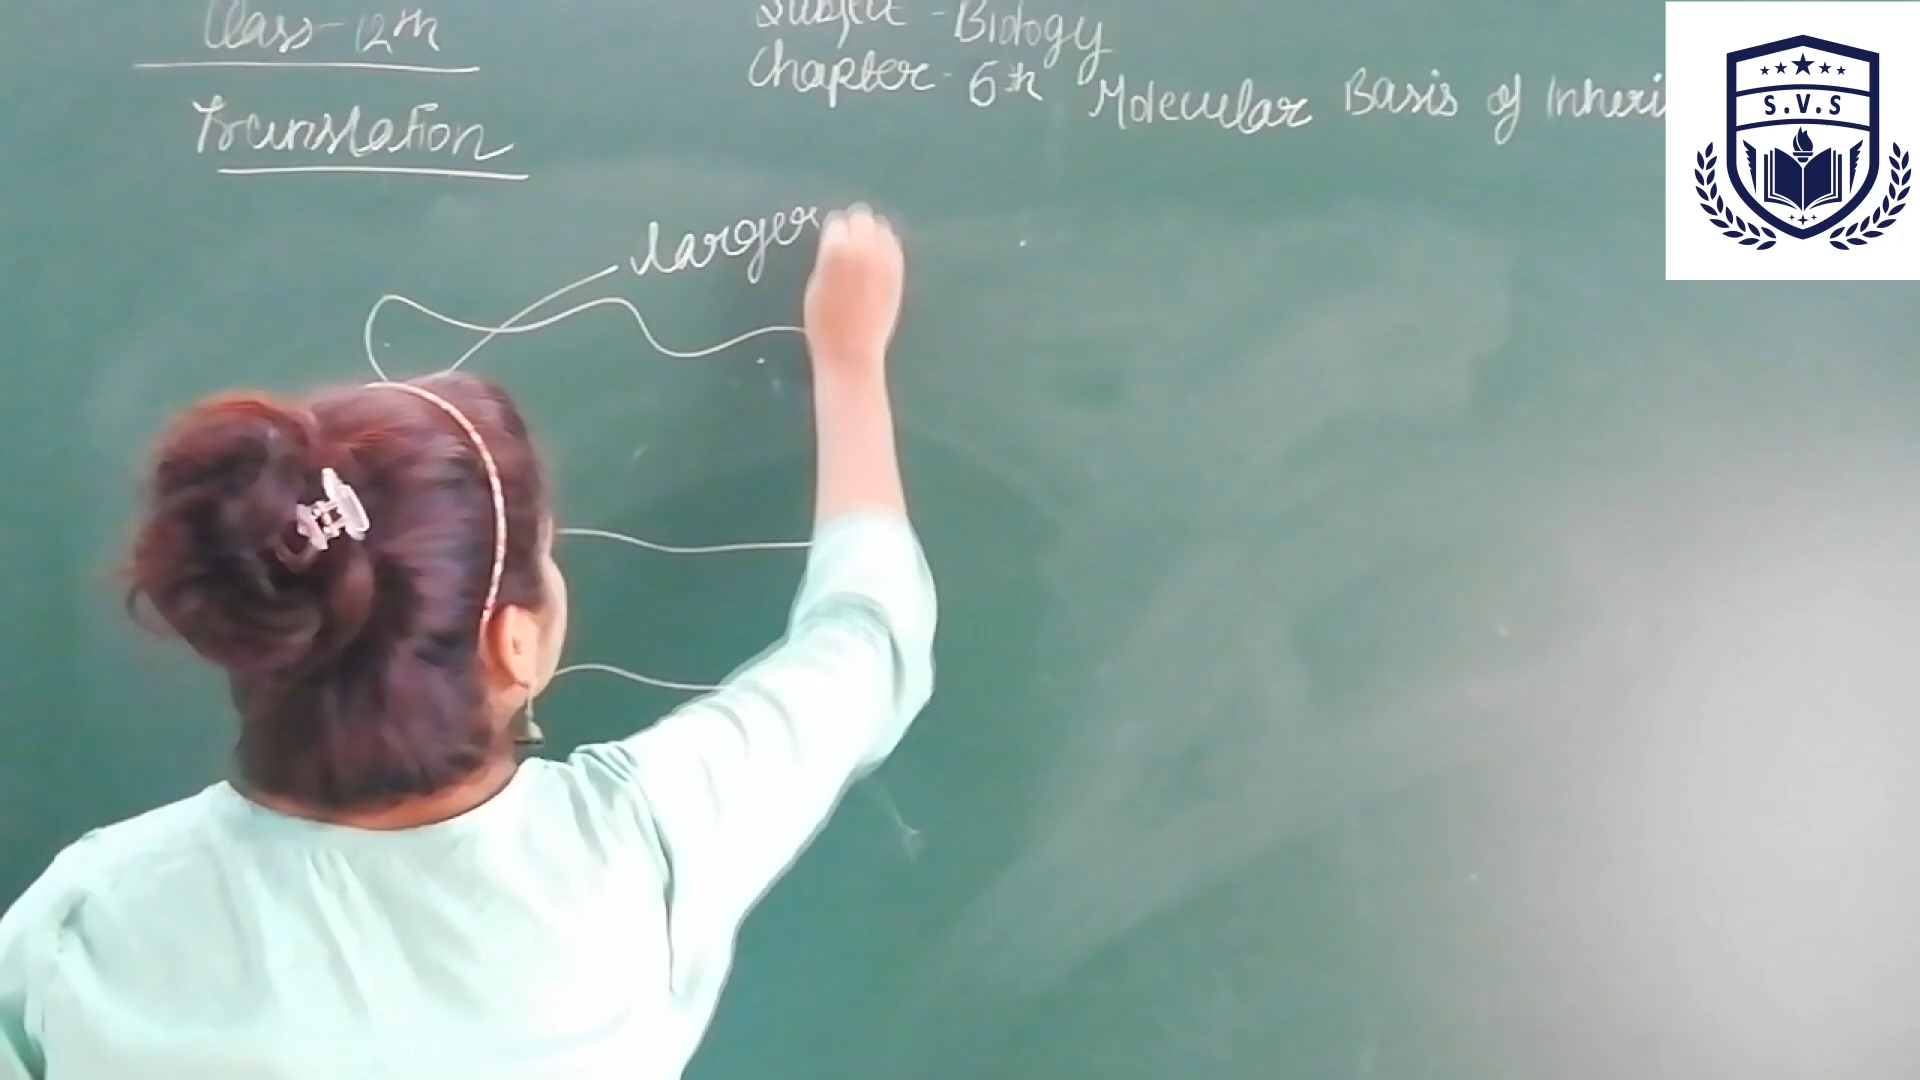 Class-12th
Subject - Biology
Chapter - 6th Molecular Basis of Inheri
Translation
larger
S.V.S